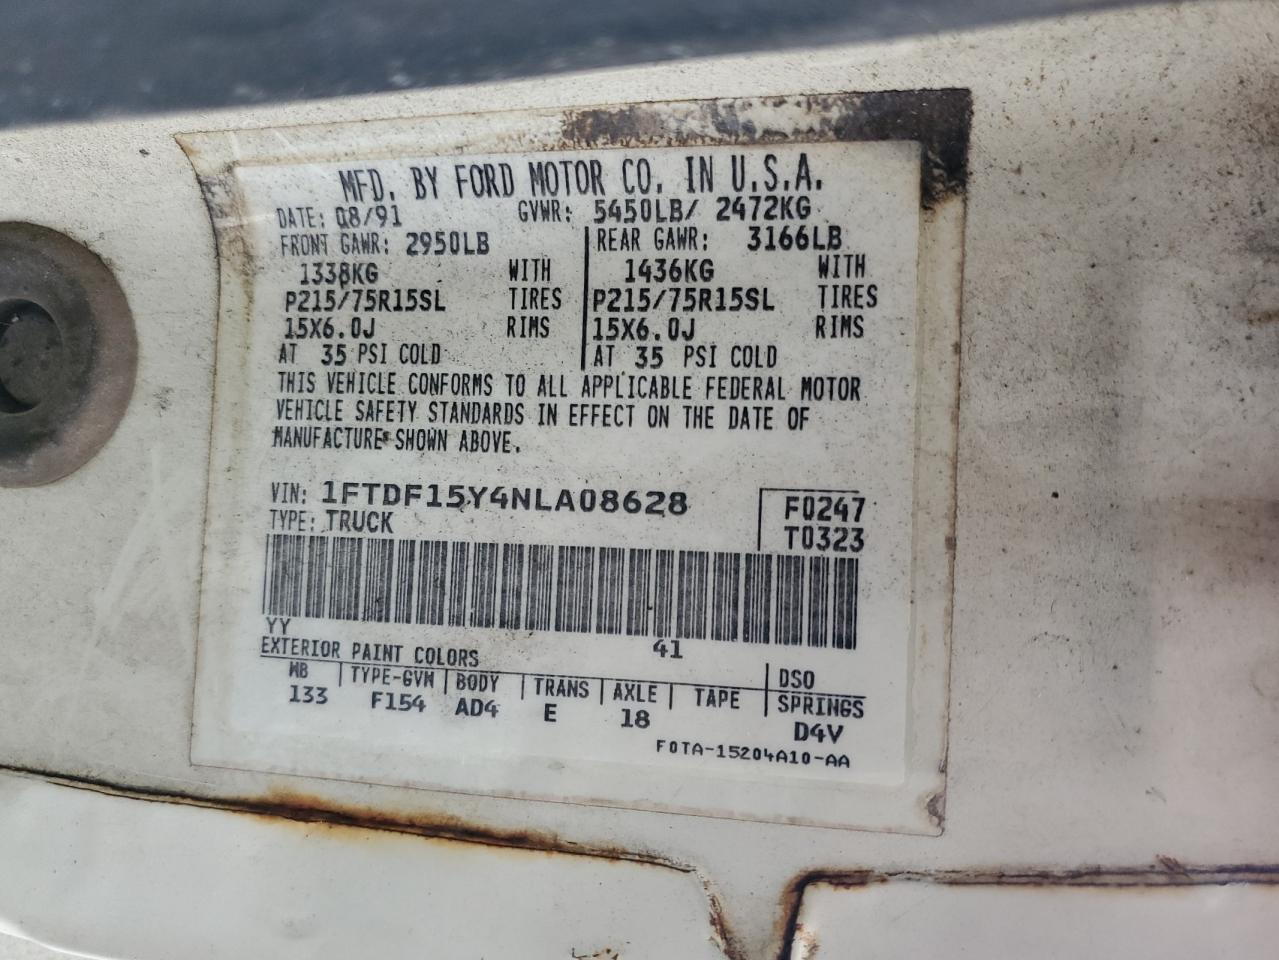 MFD. BY FORD MOTOR CO. IN U.S.A.
DATE: 08/91 GVWR: 5450LB/ 2472KG
FRONT GAWR: 2950LB REAR GAWR: 3166LB
1338KG WITH 1436KG WITH
P215/75R15SL TIRES P215/75R15SL TIRES
15X6.0J RIMS 15X6.0J RIMS
AT 35 PSI COLD AT 35 PSI COLD
THIS VEHICLE CONFORMS TO ALL APPLICABLE FEDERAL MOTOR
VEHICLE SAFETY STANDARDS IN EFFECT ON THE DATE OF
MANUFACTURE SHOWN ABOVE.
VIN: 1FTDF15Y4NLA08628 F0247
TYPE: TRUCK T0323
YY 41
EXTERIOR PAINT COLORS DSO
WB TYPE-GVW BODY TRANS AXLE TAPE SPRINGS
133 F154 AD4 E 18 D4V
F0TA-15204A10-AA